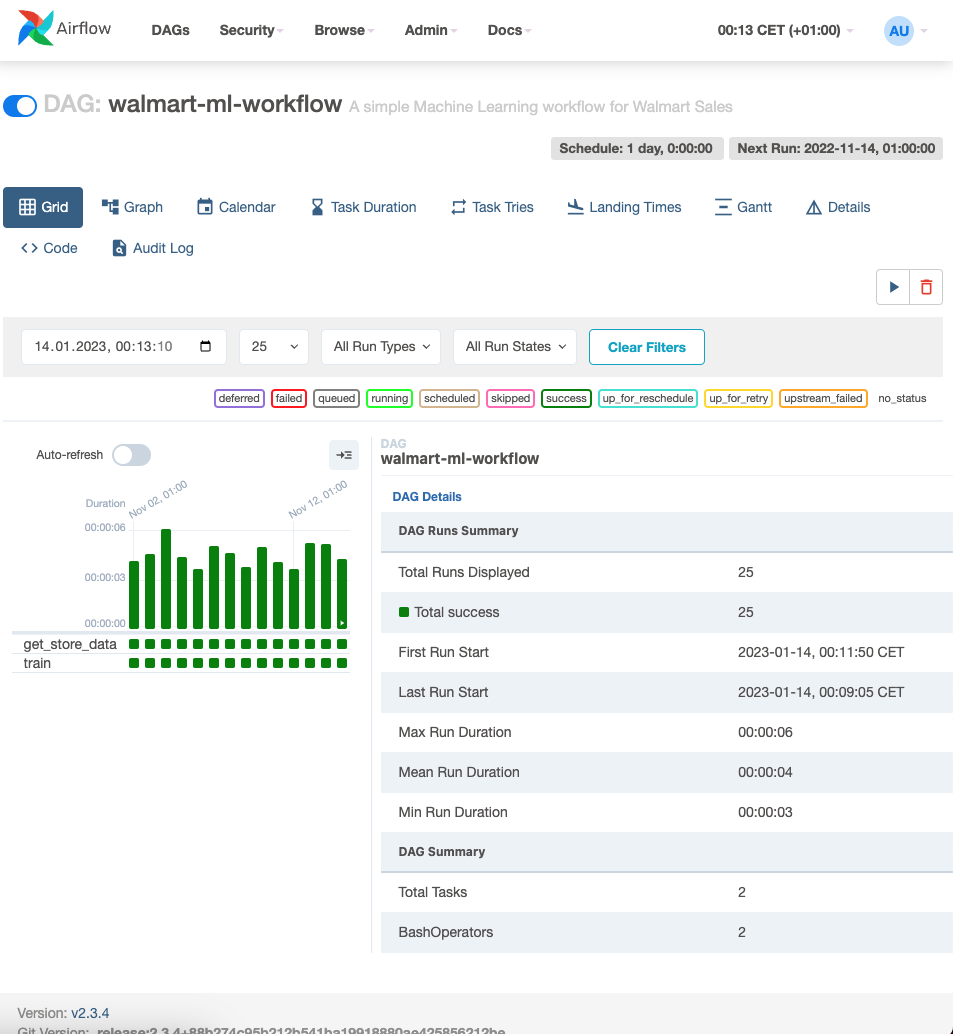 Airflow DAGs Security Browse Admin Docs 00:13 CET (+01:00) AU
DAG: walmart-ml-workflow A simple Machine Learning workflow for Walmart Sales
Schedule: 1 day, 0:00:00 Next Run: 2022-11-14, 01:00:00
Grid Graph Calendar Task Duration Task Tries Landing Times Gantt Details
Code Audit Log
14.01.2023, 00:13:10 25 All Run Types All Run States Clear Filters
deferred failed queued running scheduled skipped success up_for_reschedule up_for_retry upstream_failed no_status
Auto-refresh
Duration
Nov 02, 01:00 Nov 12, 01:00
00:00:06
00:00:03
00:00:00
get_store_data
train
DAG
walmart-ml-workflow
DAG Details
DAG Runs Summary
Total Runs Displayed 25
Total success 25
First Run Start 2023-01-14, 00:11:50 CET
Last Run Start 2023-01-14, 00:09:05 CET
Max Run Duration 00:00:06
Mean Run Duration 00:00:04
Min Run Duration 00:00:03
DAG Summary
Total Tasks 2
BashOperators 2
Version: v2.3.4
Git Version: .release:2.3.4+88b274c95b212b541ba19918880ae425856212be